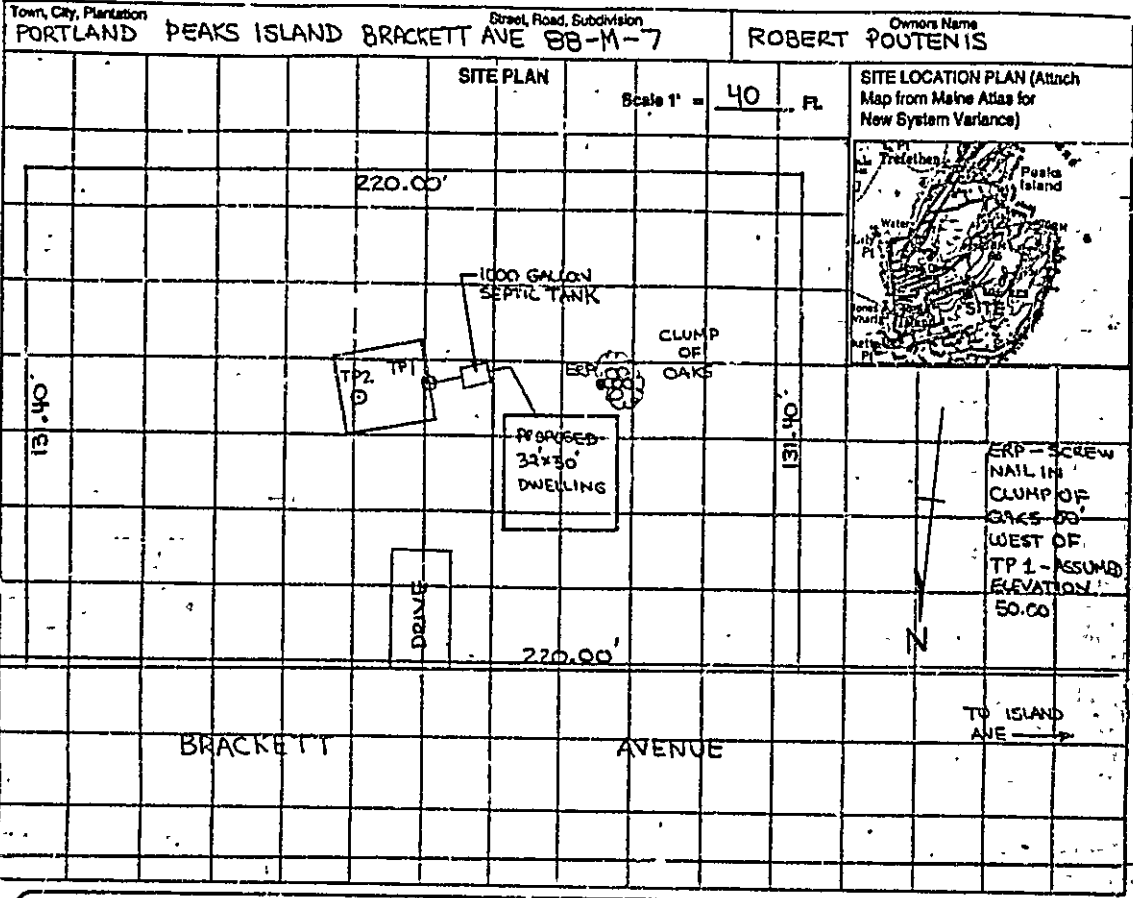 Town, City, Plantation
Street, Road, Subdivision
Owners Name
PORTLAND PEAKS ISLAND BRACKETT AVE 88-M-7
ROBERT POUTENIS
SITE PLAN
Scale 1" = 40 Ft.
SITE LOCATION PLAN (Attach
Map from Maine Atlas for
New System Variance)
Trefethen
Peaks
Island
Water
SITE
220.00'
1000 GALLON
SEPTIC TANK
CLUMP
OF
OAKS
ERP
TP2
TP1
131.40'
131.40'
PROPOSED
32'x30'
DWELLING
ERP - SCREW
NAIL IN
CLUMP OF
OAKS
WEST OF
TP 1 - ASSUMED
ELEVATION
50.00
N
DRIVE
220.00'
TO ISLAND
AVE
BRACKETT AVENUE